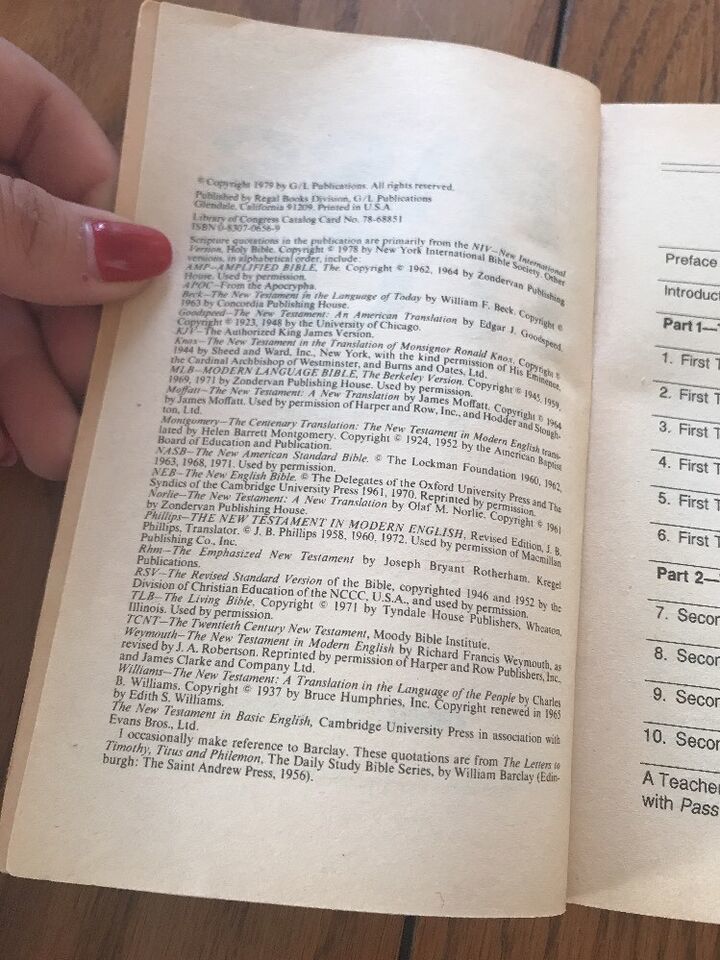 © Copyright 1979 by G/L Publications. All rights reserved.
Published by Regal Books Division, G/L Publications
Glendale, California 91209. Printed in U.S.A
Library of Congress Catalog Card No. 78-68851
ISBN 0-8307-0656-9
Scripture quotations in the publication are primarily from the NIV—New International
Version, Holy Bible. Copyright © 1978 by New York International Bible Society. Other
versions, in alphabetical order, include:
AMP—AMPLIFIED BIBLE, The. Copyright © 1962, 1964 by Zondervan Publishing
House. Used by permission.
APOC—From the Apocrypha.
Beck—The New Testament in the Language of Today by William F. Beck. Copyright ©
1963 by Concordia Publishing House.
Goodspeed—The New Testament: An American Translation by Edgar J. Goodspeed.
Copyright © 1923, 1948 by the University of Chicago.
KJV—The Authorized King James Version.
Knox—The New Testament in the Translation of Monsignor Ronald Knox. Copyright ©
1944 by Sheed and Ward, Inc., New York, with the kind permission of His Eminence,
the Cardinal Archbishop of Westminster, and Burns and Oates, Ltd.
MLB—MODERN LANGUAGE BIBLE, The Berkeley Version. Copyright © 1945, 1959,
1969, 1971 by Zondervan Publishing House. Used by permission.
Moffatt—The New Testament: A New Translation by James Moffatt. Copyright © 1964
by James Moffatt. Used by permission of Harper and Row, Inc., and Hodder and Stough-
ton, Ltd.
Montgomery—The Centenary Translation: The New Testament in Modern English trans-
lated by Helen Barrett Montgomery. Copyright © 1924, 1952 by the American Baptist
Board of Education and Publication.
NASB—The New American Standard Bible. © The Lockman Foundation 1960, 1962,
1963, 1968, 1971. Used by permission.
NEB—The New English Bible. © The Delegates of the Oxford University Press and The
Syndics of the Cambridge University Press 1961, 1970. Reprinted by permission.
Norlie—The New Testament: A New Translation by Olaf M. Norlie. Copyright © 1961
by Zondervan Publishing House.
Phillips—THE NEW TESTAMENT IN MODERN ENGLISH, Revised Edition, J. B.
Phillips, Translator. © J. B. Phillips 1958, 1960, 1972. Used by permission of Macmillan
Publishing Co., Inc.
Rhm—The Emphasized New Testament by Joseph Bryant Rotherham. Kregel
Publications.
RSV—The Revised Standard Version of the Bible, copyrighted 1946 and 1952 by the
Division of Christian Education of the NCCC, U.S.A., and used by permission.
TLB—The Living Bible, Copyright © 1971 by Tyndale House Publishers, Wheaton,
Illinois. Used by permission.
TCNT—The Twentieth Century New Testament, Moody Bible Institute.
Weymouth—The New Testament in Modern English by Richard Francis Weymouth, as
revised by J. A. Robertson. Reprinted by permission of Harper and Row Publishers, Inc.
and James Clarke and Company Ltd.
Williams—The New Testament: A Translation in the Language of the People by Charles
B. Williams. Copyright © 1937 by Bruce Humphries, Inc. Copyright renewed in 1965
by Edith S. Williams.
The New Testament in Basic English, Cambridge University Press in association with
Evans Bros., Ltd.
I occasionally make reference to Barclay. These quotations are from The Letters to
Timothy, Titus and Philemon, The Daily Study Bible Series, by William Barclay (Edin-
burgh: The Saint Andrew Press, 1956).
Preface
Introduct
Part 1—
1. First T
2. First T
3. First T
4. First T
5. First T
6. First T
Part 2—
7. Secon
8. Secon
9. Secon
10. Secon
A Teacher
with Pass